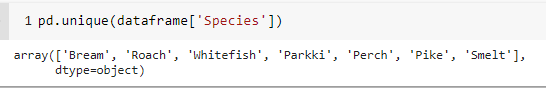 1 pd.unique(dataframe['Species'])
array(['Bream', 'Roach', 'Whitefish', 'Parkki', 'Perch', 'Pike', 'Smelt'],
dtype=object)